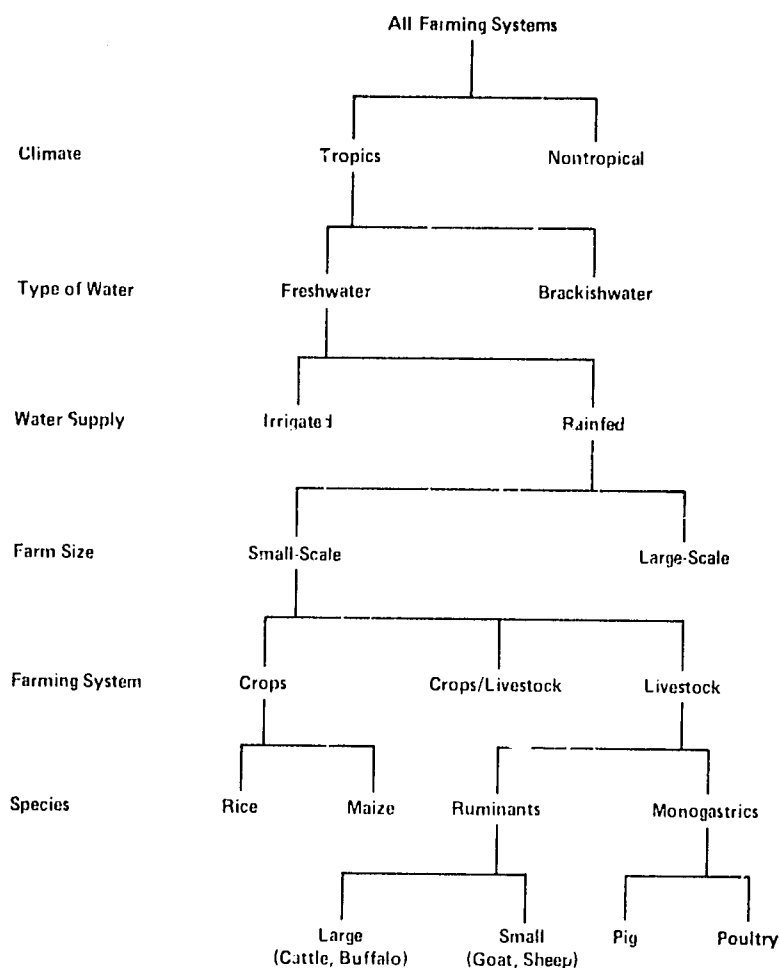 All Farming Systems
Climate Tropics Nontropical
Type of Water Freshwater Brackishwater
Water Supply Irrigated Rainfed
Farm Size Small-Scale Large-Scale
Farming System Crops Crops/Livestock Livestock
Species Rice Maize Ruminants Monogastrics
Large Small Pig Poultry
(Cattle, Buffalo) (Goat, Sheep)